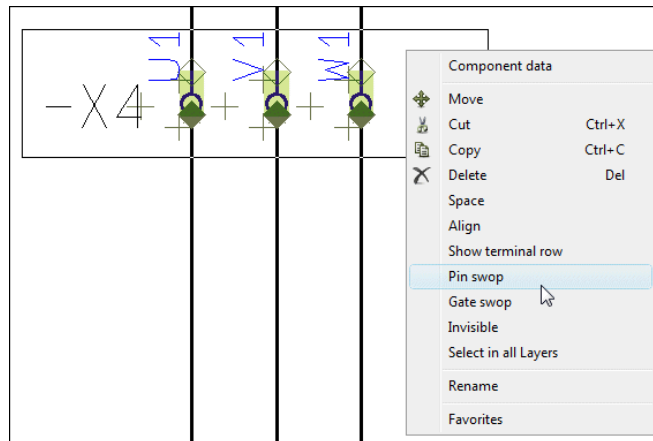 -X4
U1
V1
W1
Component data
Move
Cut Ctrl+X
Copy Ctrl+C
Delete Del
Space
Align
Show terminal row
Pin swop
Gate swop
Invisible
Select in all Layers
Rename
Favorites